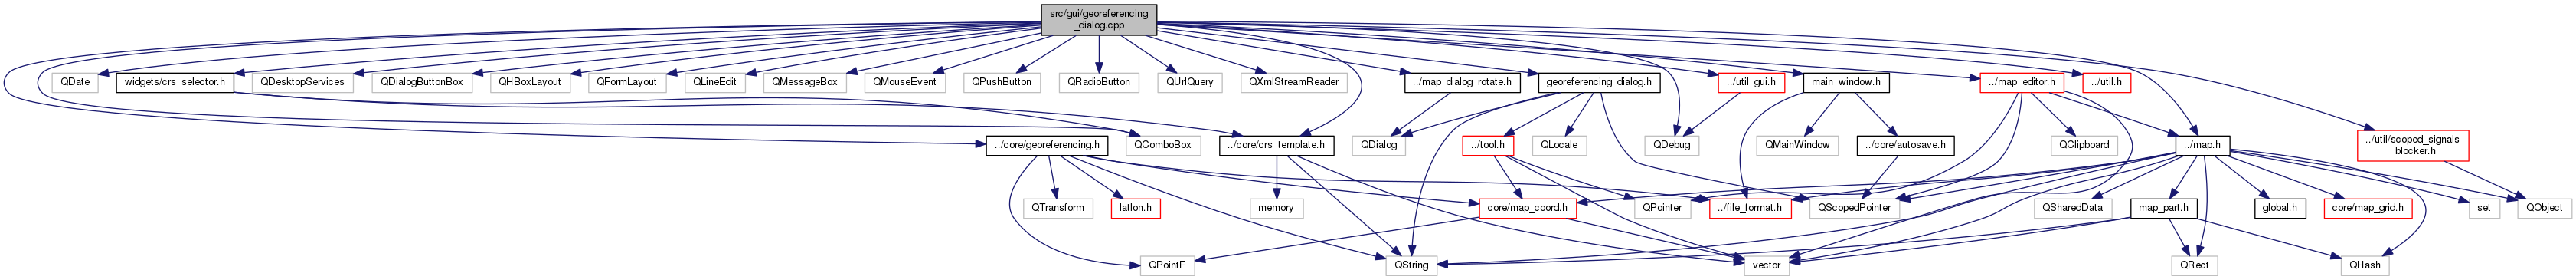 src/gui/georeferencing
_dialog.cpp
QDate
widgets/crs_selector.h
QDesktopServices
QDialogButtonBox
QHBoxLayout
QFormLayout
QLineEdit
QMessageBox
QMouseEvent
QPushButton
QRadioButton
QUrlQuery
QXmlStreamReader
../map_dialog_rotate.h
georeferencing_dialog.h
../util_gui.h
main_window.h
../map_editor.h
../util.h
../core/georeferencing.h
QComboBox
../core/crs_template.h
QDialog
../tool.h
QLocale
QDebug
QMainWindow
../core/autosave.h
QClipboard
../map.h
../util/scoped_signals
_blocker.h
QTransform
latlon.h
memory
core/map_coord.h
QPointer
../file_format.h
QScopedPointer
QSharedData
map_part.h
global.h
core/map_grid.h
set
QObject
QPointF
QString
vector
QRect
QHash